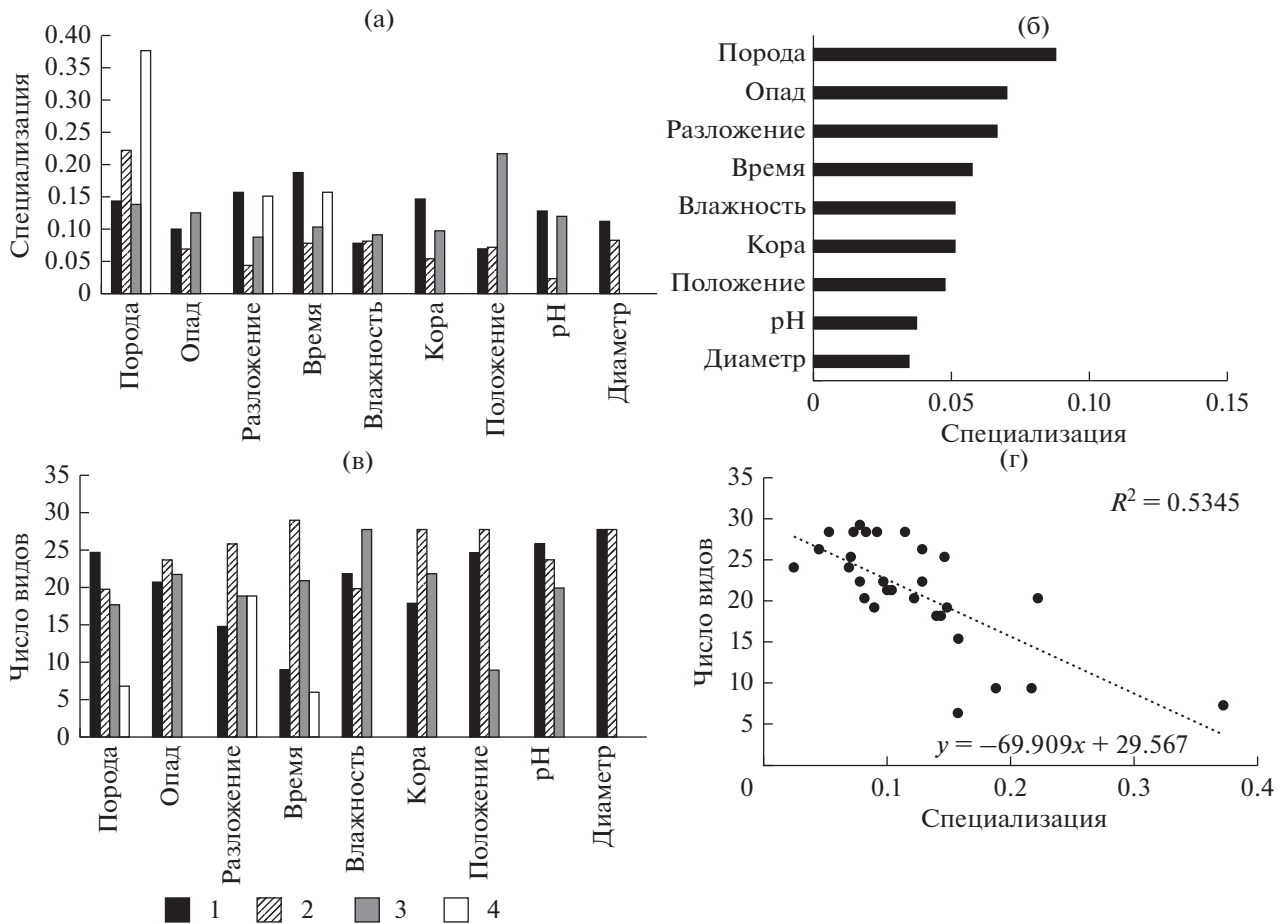 (а)
Специализация
0.40
0.35
0.30
0.25
0.20
0.15
0.10
0.05
0
Порода
Опад
Разложение
Время
Влажность
Кора
Положение
pH
Диаметр
(б)
Порода
Опад
Разложение
Время
Влажность
Кора
Положение
pH
Диаметр
0 0.05 0.10 0.15
Специализация
(в)
Число видов
35
30
25
20
15
10
5
0
Порода
Опад
Разложение
Время
Влажность
Кора
Положение
pH
Диаметр
1 2 3 4
(г)
Число видов
35
30
25
20
15
10
5
R² = 0.5345
y = −69.909x + 29.567
0 0.1 0.2 0.3 0.4
Специализация